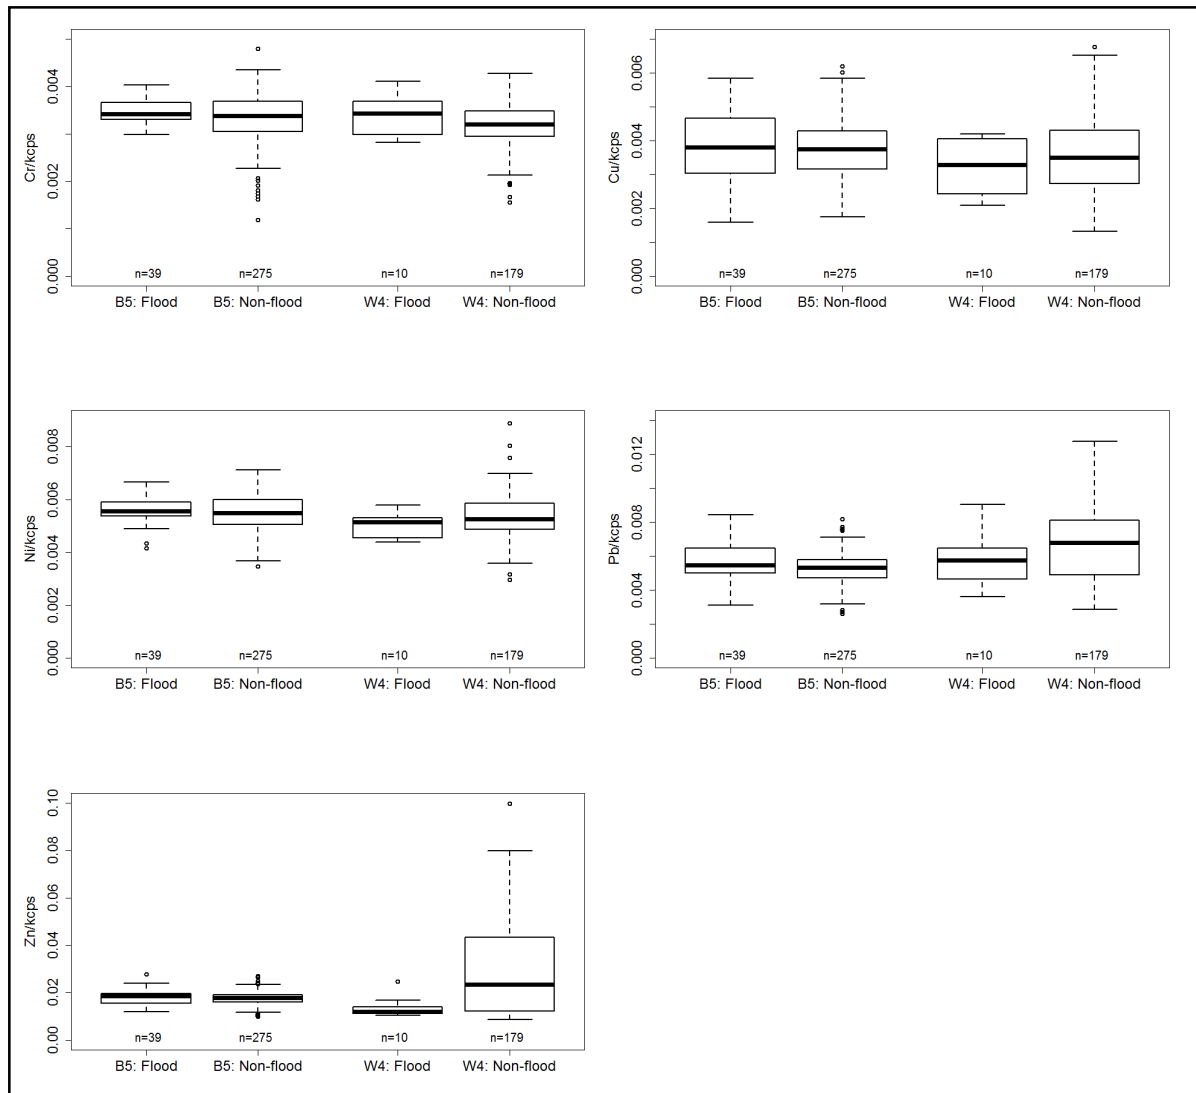 Cr/kcps
0.004
0.002
0.000
n=39
n=275
n=10
n=179
B5: Flood
B5: Non-flood
W4: Flood
W4: Non-flood
Cu/kcps
0.006
0.004
0.002
0.000
n=39
n=275
n=10
n=179
B5: Flood
B5: Non-flood
W4: Flood
W4: Non-flood
Ni/kcps
0.008
0.006
0.004
0.002
0.000
n=39
n=275
n=10
n=179
B5: Flood
B5: Non-flood
W4: Flood
W4: Non-flood
Pb/kcps
0.012
0.008
0.004
0.000
n=39
n=275
n=10
n=179
B5: Flood
B5: Non-flood
W4: Flood
W4: Non-flood
Zn/kcps
0.10
0.08
0.06
0.04
0.02
0.00
n=39
n=275
n=10
n=179
B5: Flood
B5: Non-flood
W4: Flood
W4: Non-flood